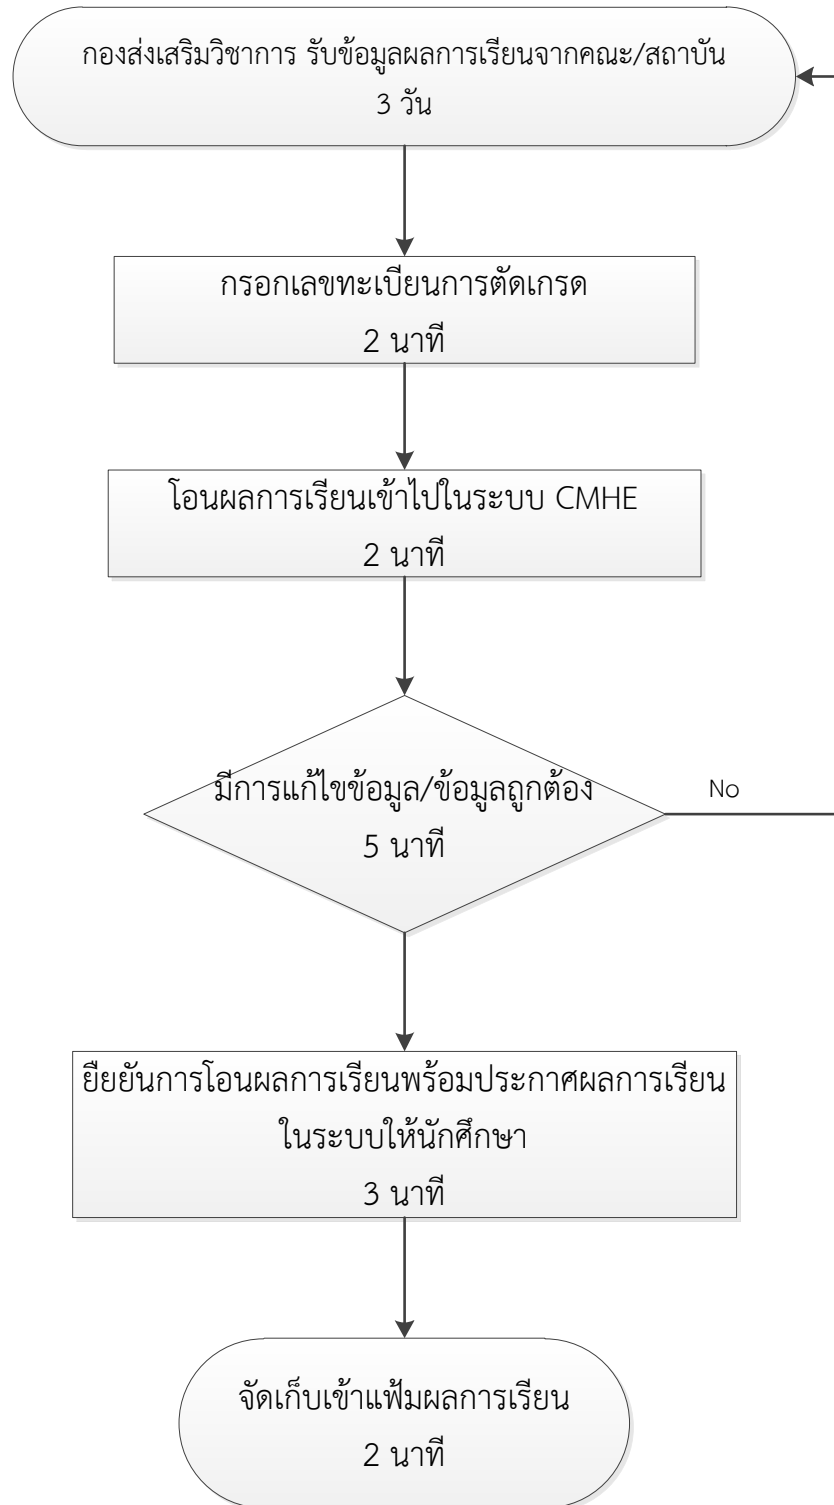 กองส่งเสริมวิชาการ รับข้อมูลผลการเรียนจากคณะ/สถาบัน
3 วัน
กรอกเลขทะเบียนการตัดเกรด
2 นาที
โอนผลการเรียนเข้าไปในระบบ CMHE
2 นาที
มีการแก้ไขข้อมูล/ข้อมูลถูกต้อง
5 นาที
No
ยืยยันการโอนผลการเรียนพร้อมประกาศผลการเรียน
ในระบบให้นักศึกษา
3 นาที
จัดเก็บเข้าแฟ้มผลการเรียน
2 นาที